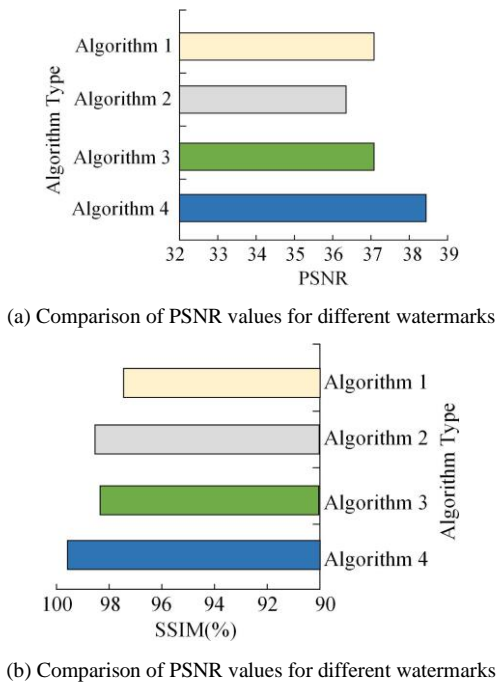 Algorithm 1
Algorithm 2
Algorithm 3
Algorithm 4
Algorithm Type
32 33 34 35 36 37 38 39
PSNR
(a) Comparison of PSNR values for different watermarks
Algorithm 1
Algorithm 2
Algorithm 3
Algorithm 4
Algorithm Type
100 98 96 94 92 90
SSIM(%)
(b) Comparison of PSNR values for different watermarks